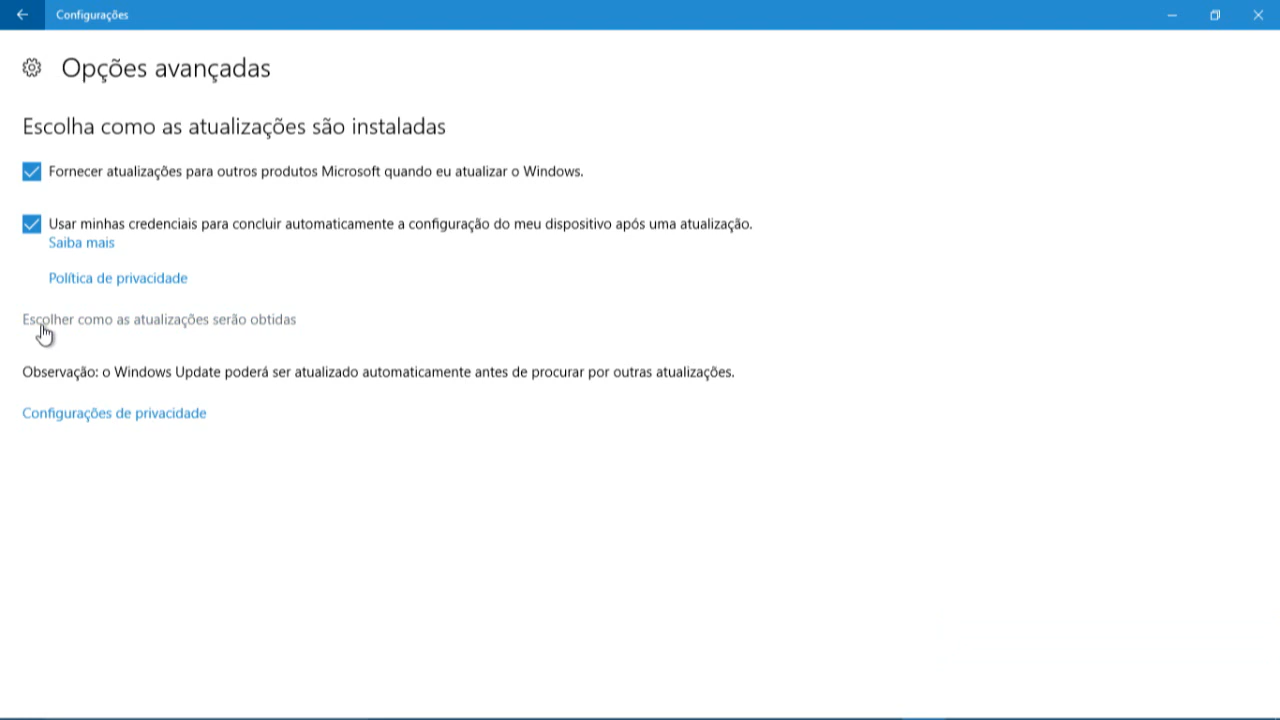 Configurações
Opções avançadas
Escolha como as atualizações são instaladas
Fornecer atualizações para outros produtos Microsoft quando eu atualizar o Windows.
Usar minhas credenciais para concluir automaticamente a configuração do meu dispositivo após uma atualização.
Saiba mais
Política de privacidade
Escolher como as atualizações serão obtidas
Observação: o Windows Update poderá ser atualizado automaticamente antes de procurar por outras atualizações.
Configurações de privacidade